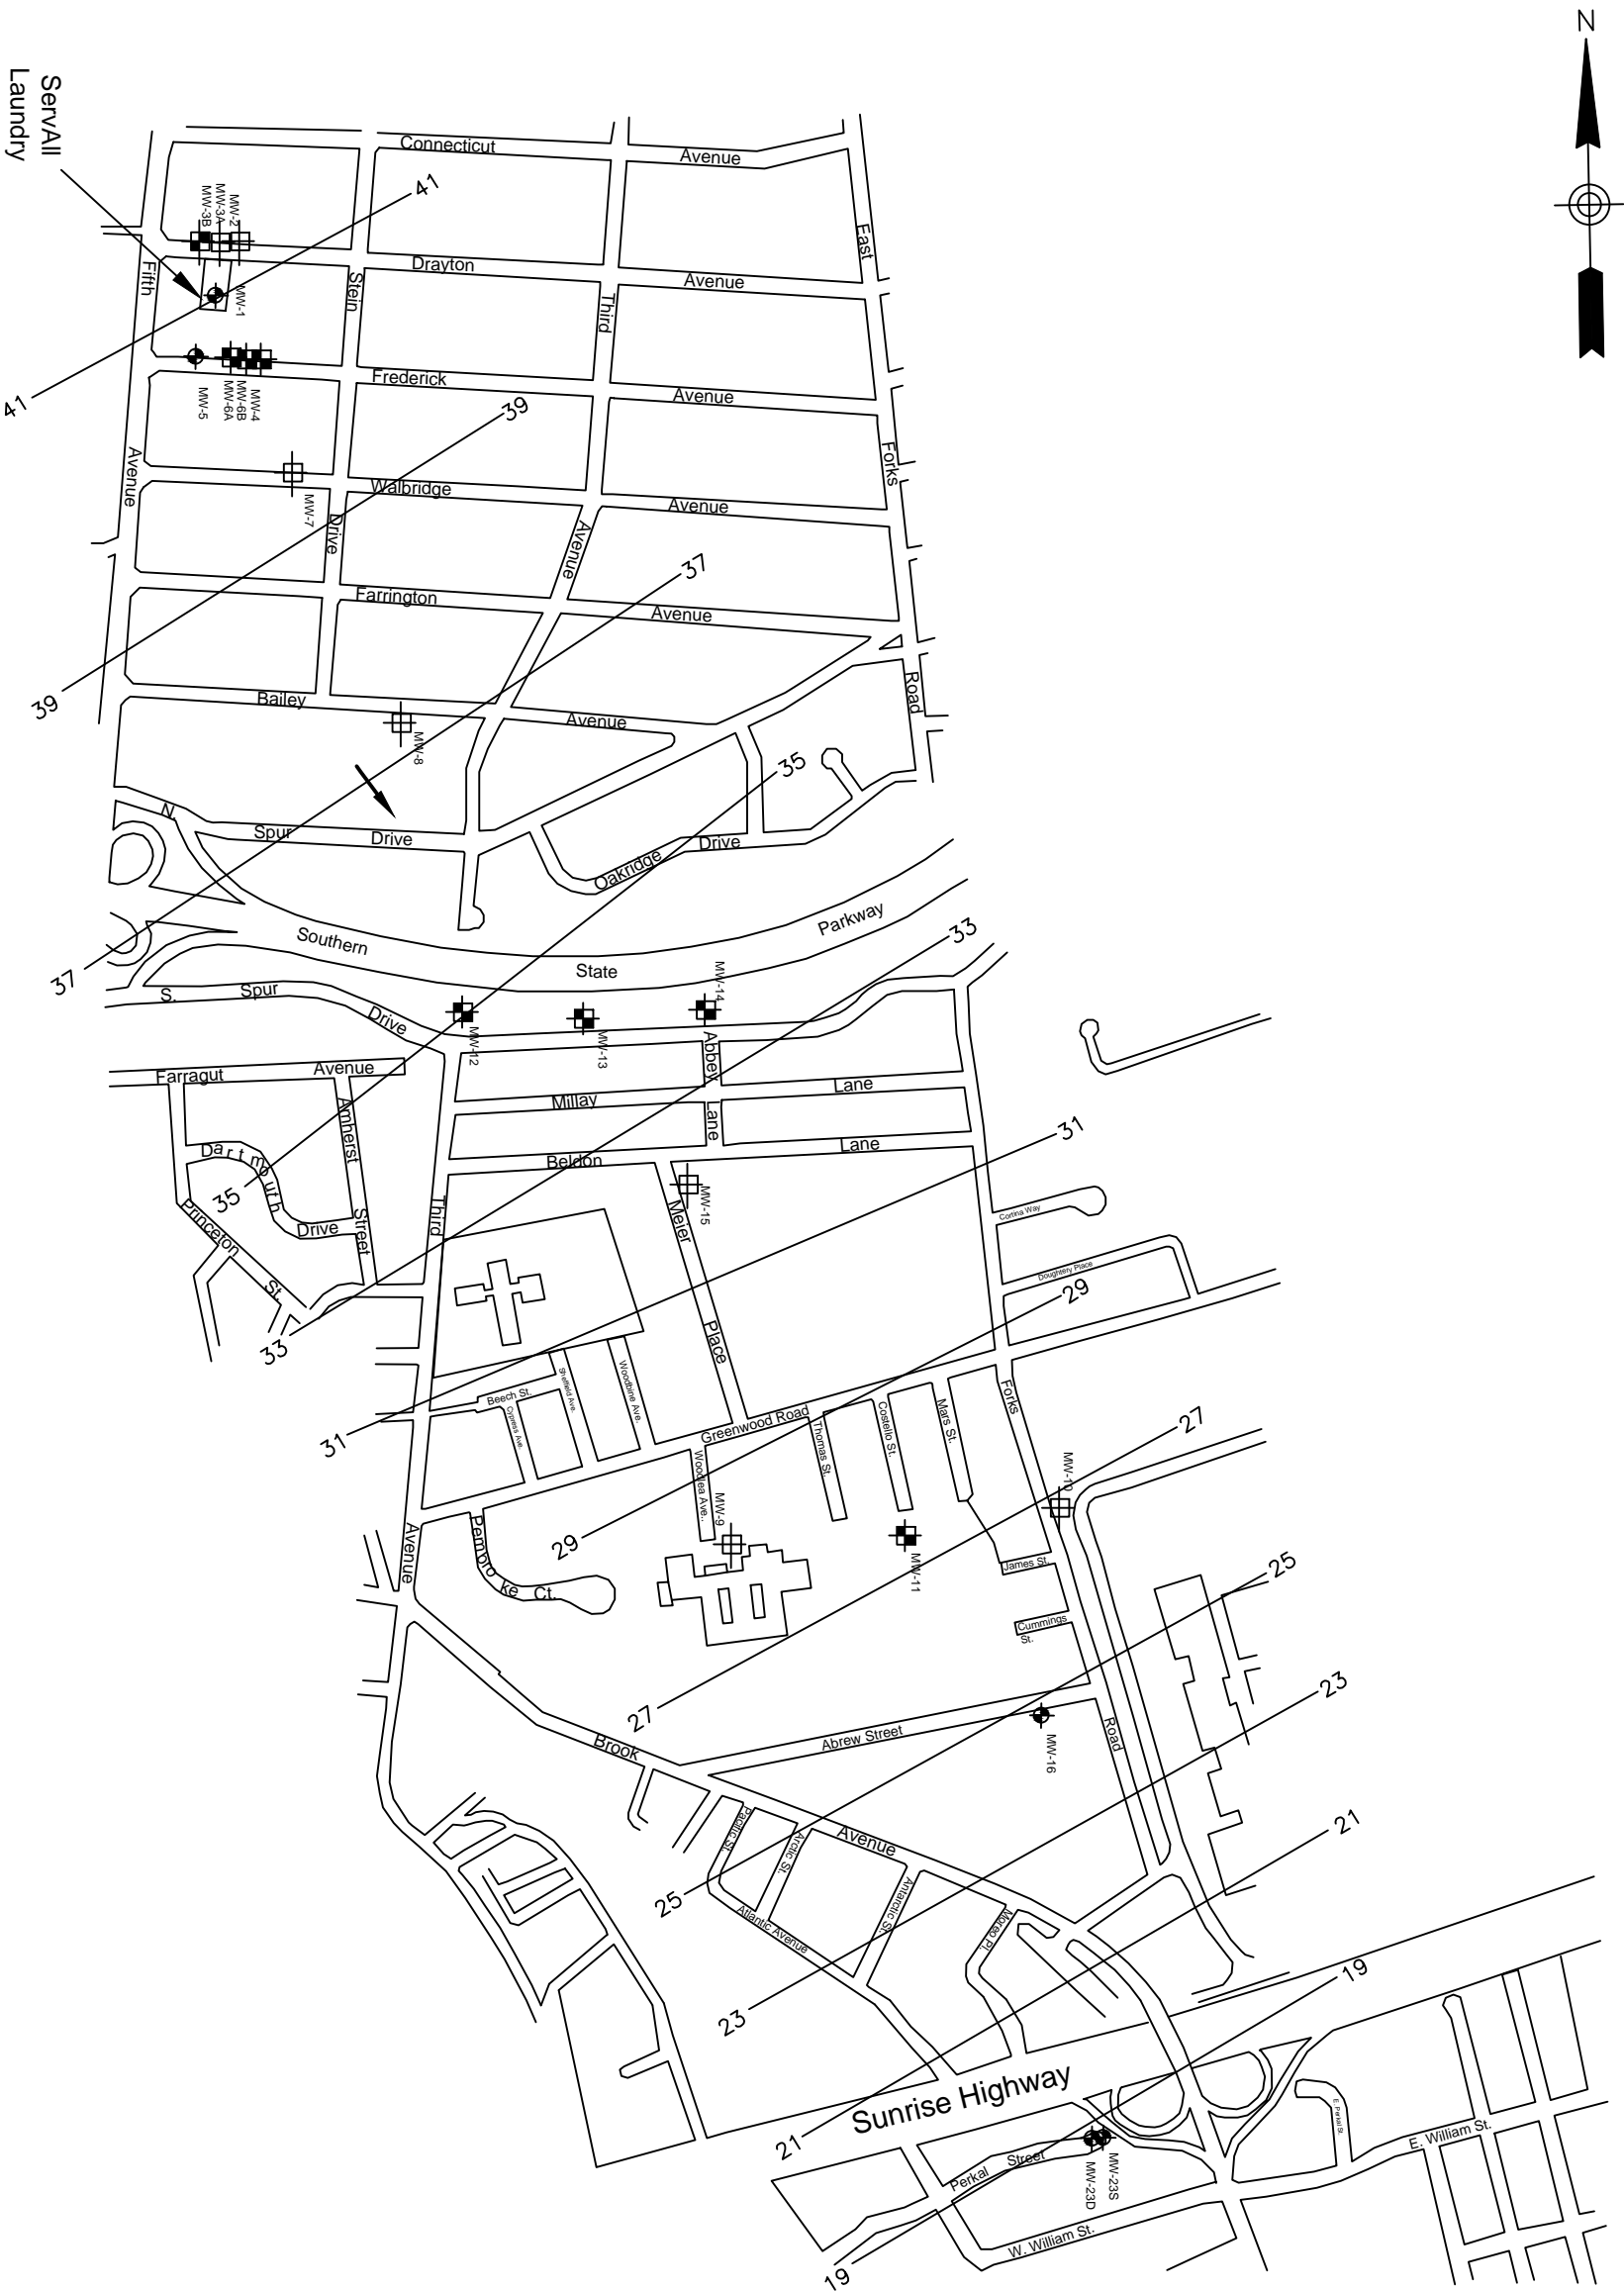 N
ServAll
Laundry
Connecticut
Avenue
41
MW-2
MW-3A
MW-3B
East
Drayton
Avenue
Fifth
Stein
Third
MW-1
Frederick
Avenue
41
MW-5
MW-6A
MW-6B
MW-4
39
Forks
Avenue
Walbridge
Avenue
MW-7
Drive
Avenue
37
Farrington
Avenue
39
Bailey
Avenue
Road
MW-8
35
N.
Spur
Drive
Drive
Oakridge
Parkway
Southern
State
33
37
S.
Spur
Drive
MW-14
MW-12
MW-13
Abbey
Farragut
Avenue
Millay
Lane
Amherst
Lane
31
Beldon
Lane
Dartmouth
Drive
35
Princeton
St.
Street
Third
MW-15
Meier
Cortina Way
Doughtery Place
29
33
Place
Beech St.
Sheffield Ave.
Woodbine Ave.
Cypress Ave.
Greenwood Road
Thomas St.
Costello St.
Mars St.
Forks
27
31
Woodlea Ave..
MW-9
MW-10
29
Pembroke Ct.
Avenue
MW-11
James St.
25
Cummings
St.
27
Brook
Abrew Street
MW-16
Road
23
21
Avenue
Pacific St.
Arctic St.
Antarctic St.
Atlantic Avenue
Moreo Pl.
25
23
19
Sunrise Highway
21
Perkal
Street
MW-23S
MW-23D
E. Perkal St.
E. William St.
W. William St.
19